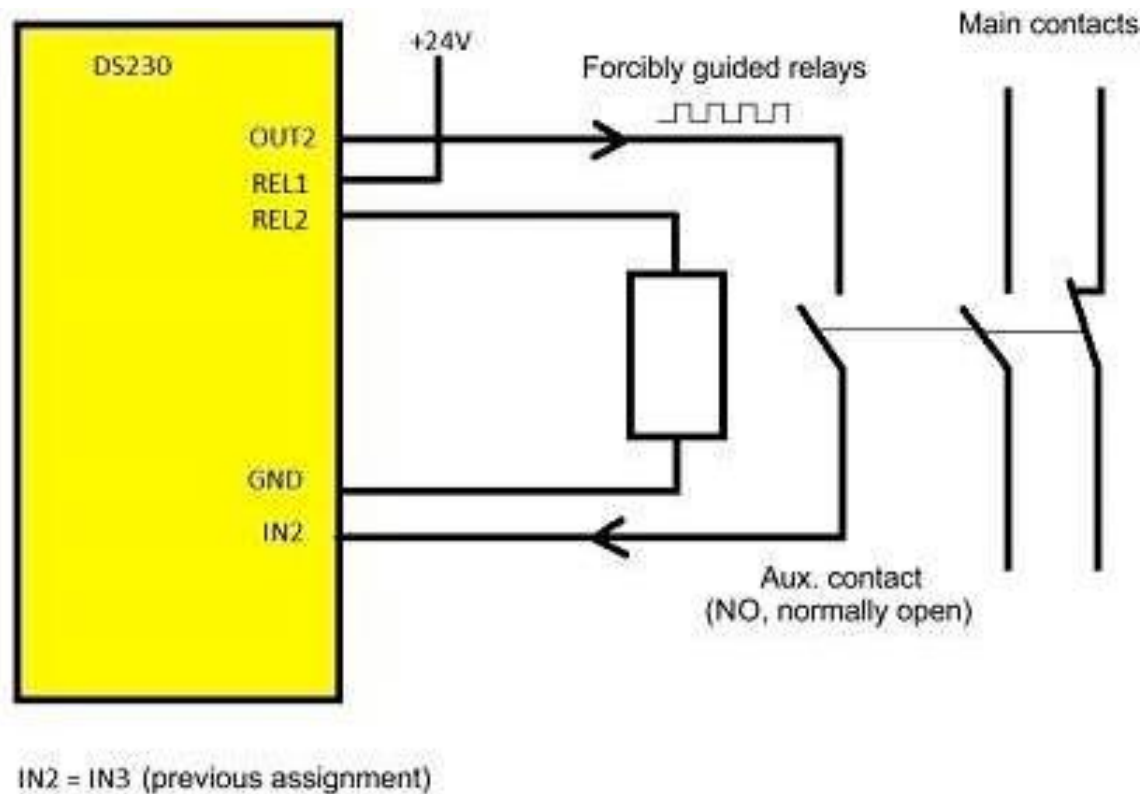 Main contacts
DS230
+24V
Forcibly guided relays
OUT2
REL1
REL2
GND
IN2
Aux. contact
(NO, normally open)
IN2 = IN3 (previous assignment)